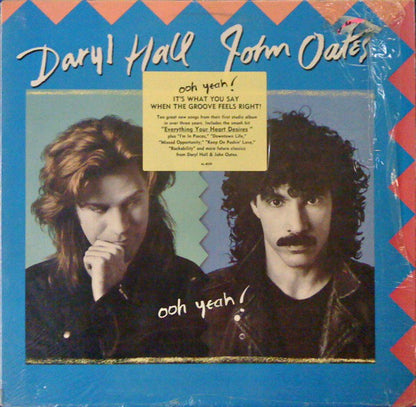 Daryl Hall John Oates
ooh yeah!
IT'S WHAT YOU SAY
WHEN THE GROOVE FEELS RIGHT!
Ten great new songs from their first studio album
in over three years. Includes the smash hit
"Everything Your Heart Desires"
plus "I'm In Pieces," "Downtown Life,"
"Missed Opportunity," "Keep On Pushin' Love,"
"Rockability" and more future classics
from Daryl Hall & John Oates.
ooh yeah!